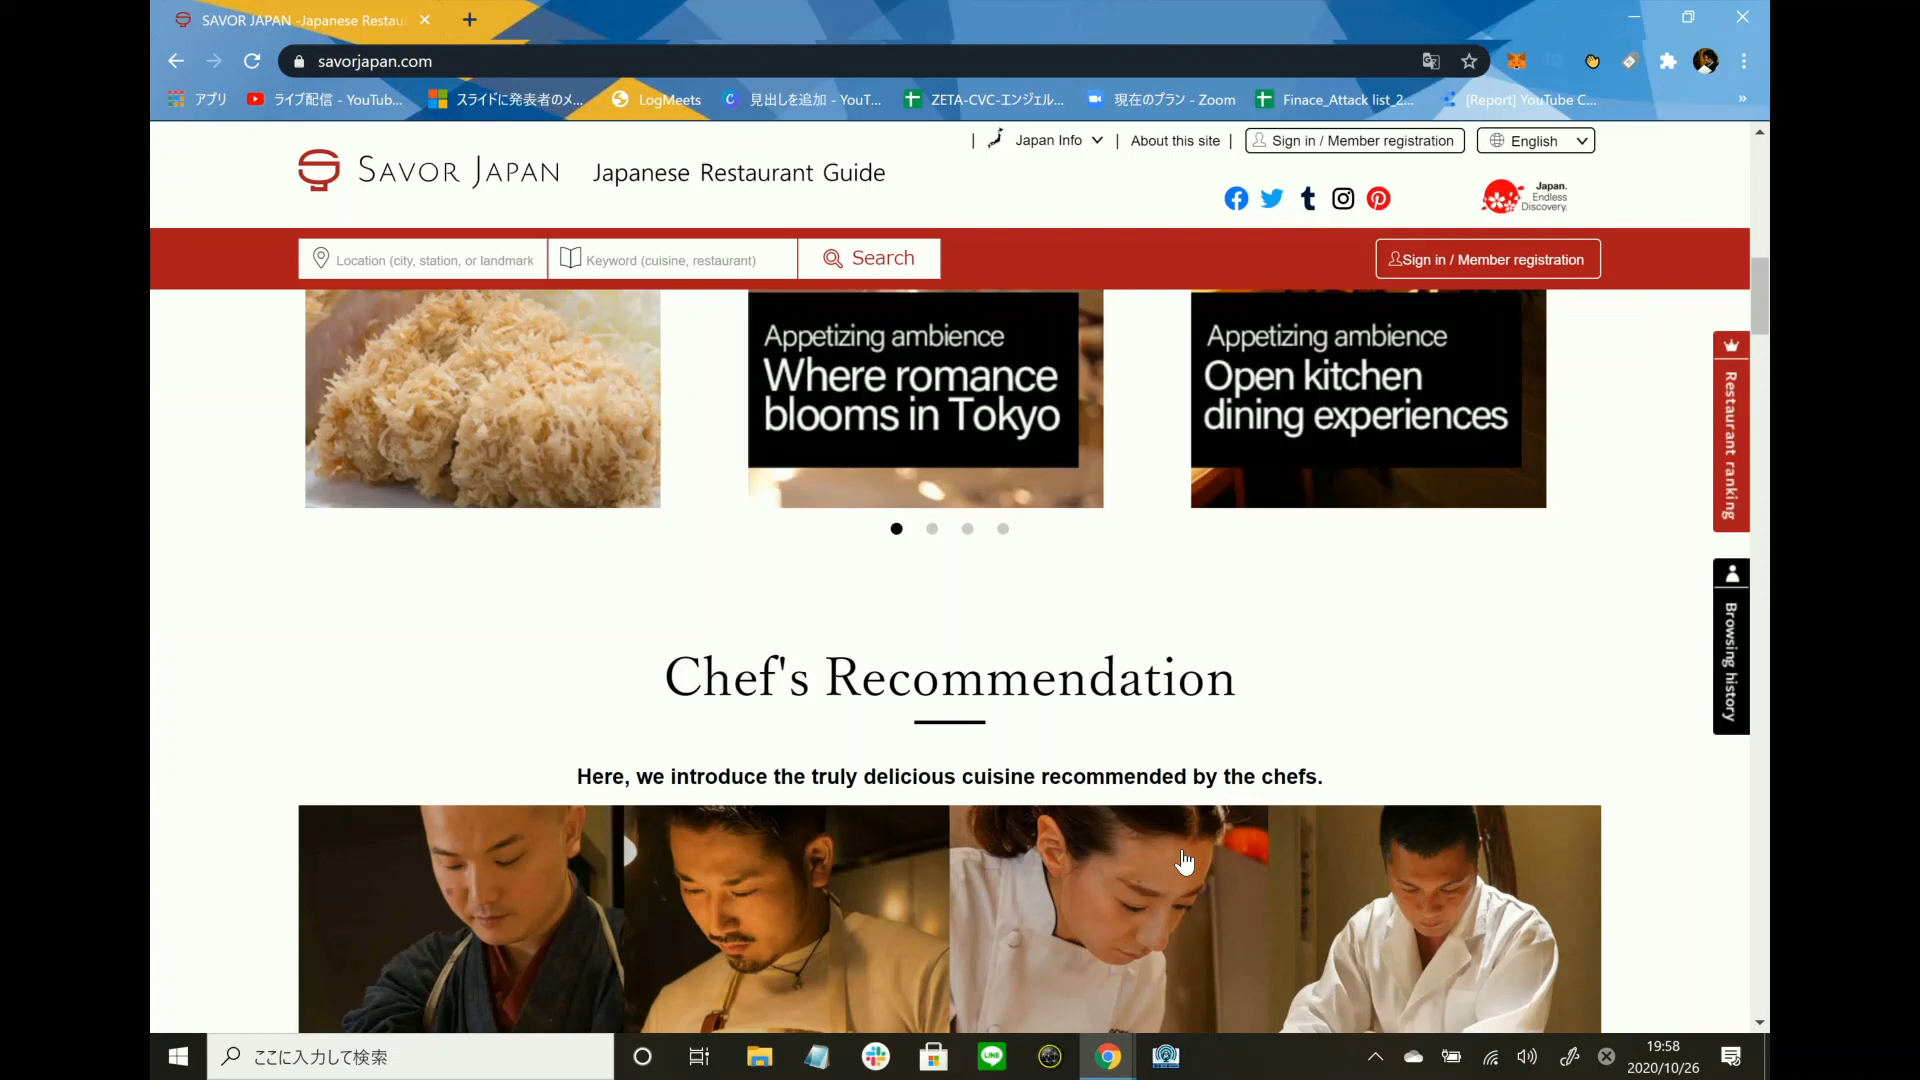 SAVOR JAPAN -Japanese Restau
savorjapan.com
アプリ
ライブ配信 - YouTub...
スライドに発表者のメ...
LogMeets
見出しを追加 - YouT...
ZETA-CVC-エンジェル...
現在のプラン - Zoom
Finace_Attack list_2...
[Report] YouTube C...
»
SAVOR JAPAN
Japanese Restaurant Guide
| Japan Info | About this site |
Sign in / Member registration
English
Japan.
Endless
Discovery.
Location (city, station, or landmark
Keyword (cuisine, restaurant)
Search
Sign in / Member registration
Appetizing ambience
Where romance
blooms in Tokyo
Appetizing ambience
Open kitchen
dining experiences
Restaurant ranking
Browsing history
Chef's Recommendation
Here, we introduce the truly delicious cuisine recommended by the chefs.
ここに入力して検索
LINE
19:58
2020/10/26